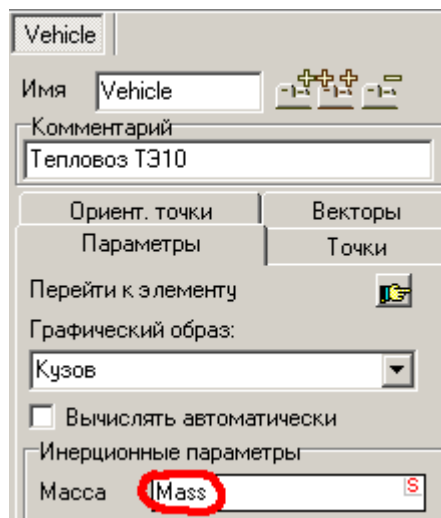 Vehicle
Имя Vehicle
Комментарий
Тепловоз ТЭ10
Ориент. точки Векторы
Параметры Точки
Перейти к элементу
Графический образ:
Кузов
Вычислять автоматически
Инерционные параметры
Масса Mass S